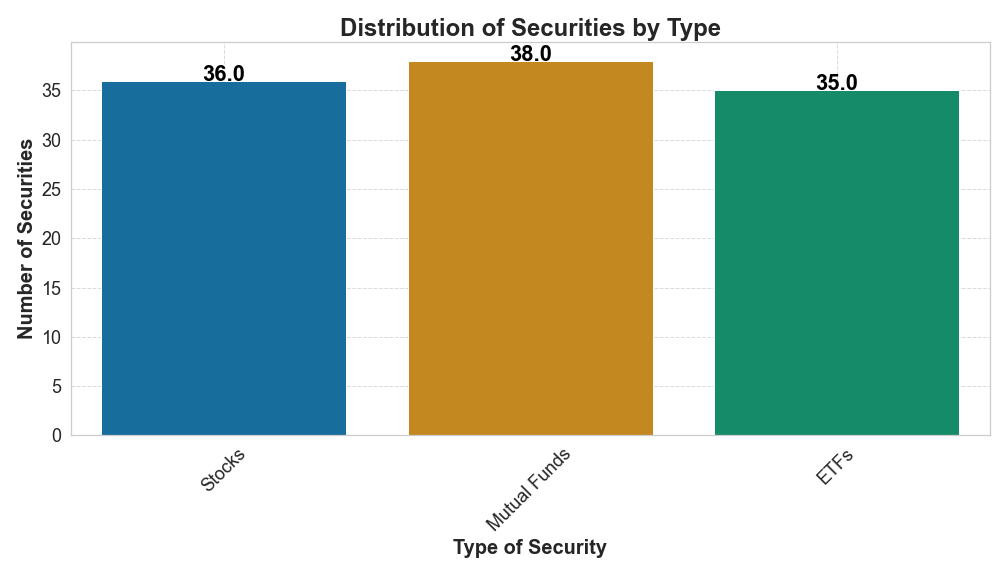 Distribution of Securities by Type
36.0
38.0
35.0
35
30
25
20
15
10
5
0
Number of Securities
Stocks
Mutual Funds
ETFs
Type of Security